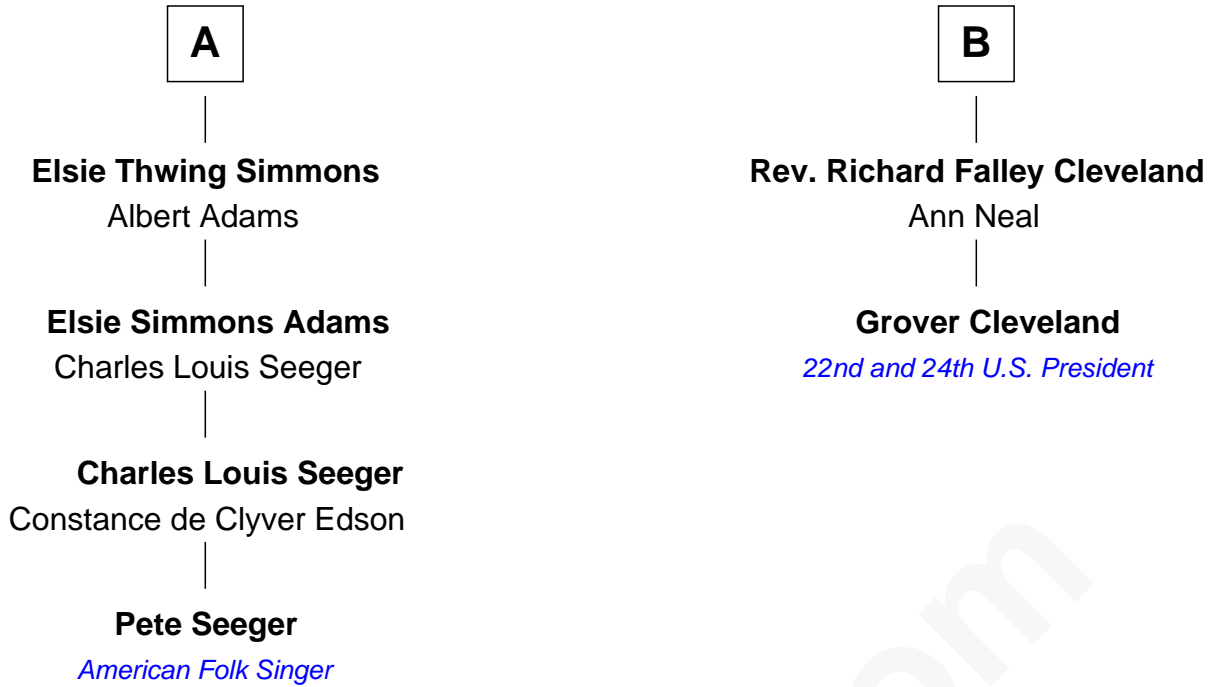 A
Elsie Thwing Simmons
Albert Adams
Elsie Simmons Adams
Charles Louis Seeger
Charles Louis Seeger
Constance de Clyver Edson
Pete Seeger
American Folk Singer
B
Rev. Richard Falley Cleveland
Ann Neal
Grover Cleveland
22nd and 24th U.S. President
om